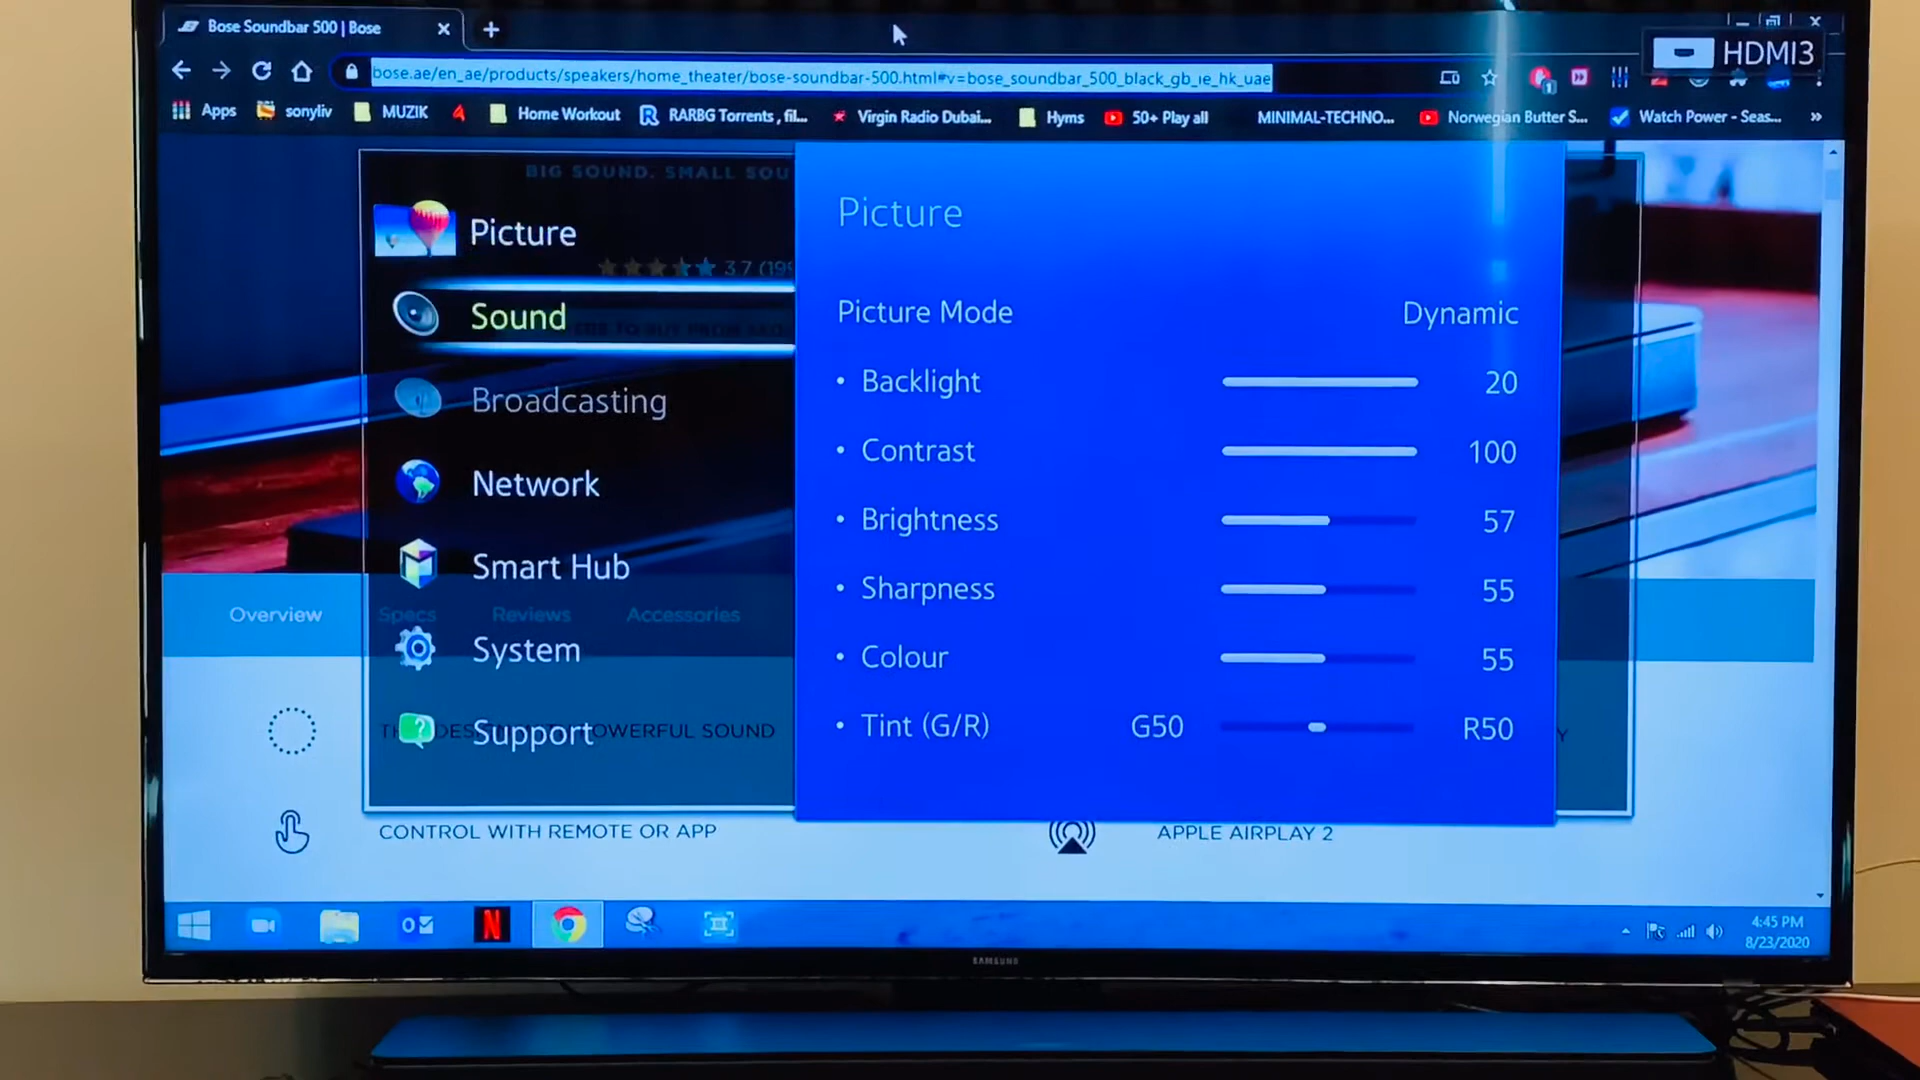 Bose Soundbar 500 | Bose
HDMI3
bose.ae/en_ae/products/speakers/home_theater/bose-soundbar-500.html#v=bose_soundbar_500_black_gb_ie_hk_uae
Apps sonyliv MUZIK Home Workout RARBG Torrents , fil... Virgin Radio Dubai... Hyms 50+ Play all MINIMAL-TECHNO... Norwegian Butter S... Watch Power - Seas... »
BIG SOUND. SMALL SOU
Picture
3.7 (19
Sound
Broadcasting
Network
Smart Hub
System
Support
Picture
Picture Mode Dynamic
• Backlight 20
• Contrast 100
• Brightness 57
• Sharpness 55
• Colour 55
• Tint (G/R) G50 R50
Overview Specs Reviews Accessories
OWERFUL SOUND
CONTROL WITH REMOTE OR APP
APPLE AIRPLAY 2
4:45 PM
8/23/2020
SAMSUNG